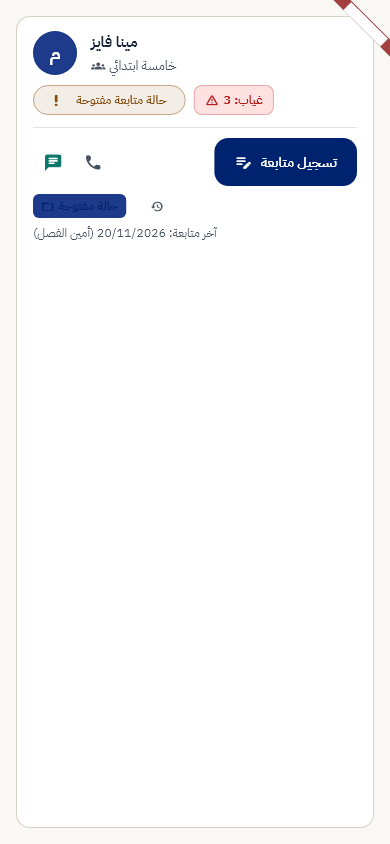 م
مينا فايز
خامسة ابتدائي
غياب: 3
حالة متابعة مفتوحة
تسجيل متابعة
حالة مفتوحة
آخر متابعة: 20/11/2026 (أمين الفصل)